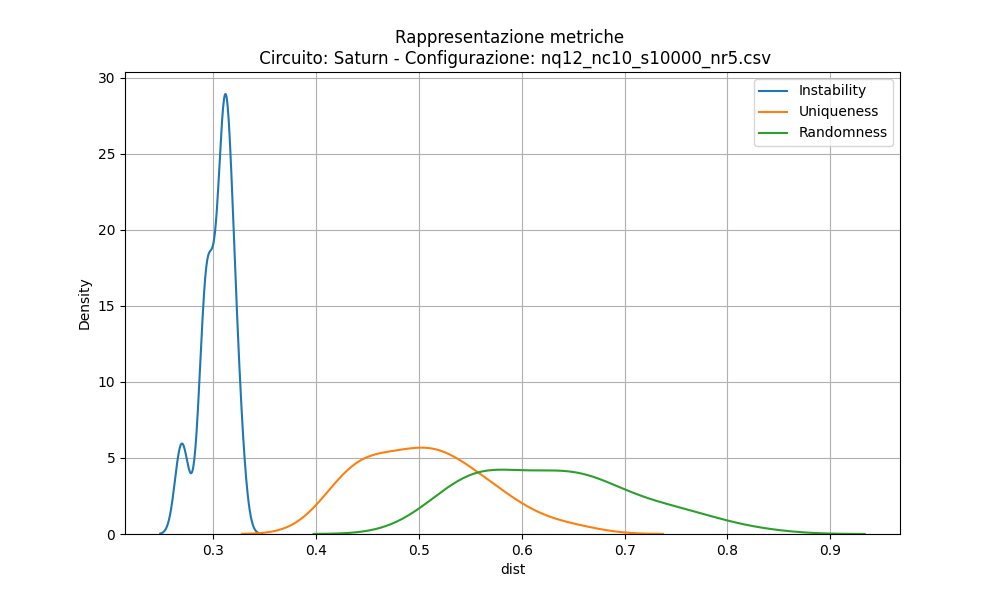 Rappresentazione metriche
Circuito: Saturn - Configurazione: nq12_nc10_s10000_nr5.csv
Instability
Uniqueness
Randomness
30
25
20
15
10
5
0
Density
0.3 0.4 0.5 0.6 0.7 0.8 0.9
dist